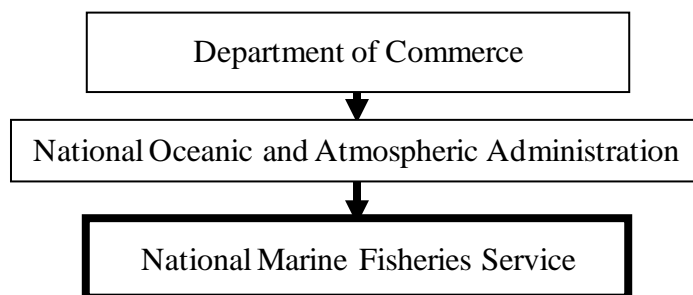 Department of Commerce
National Oceanic and Atmospheric Administration
National Marine Fisheries Service